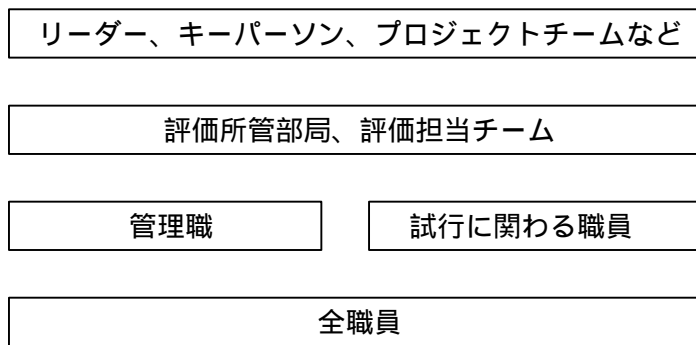 リーダー、キーパーソン、プロジェクトチームなど
評価所管部局、評価担当チーム
管理職
試行に関わる職員
全職員